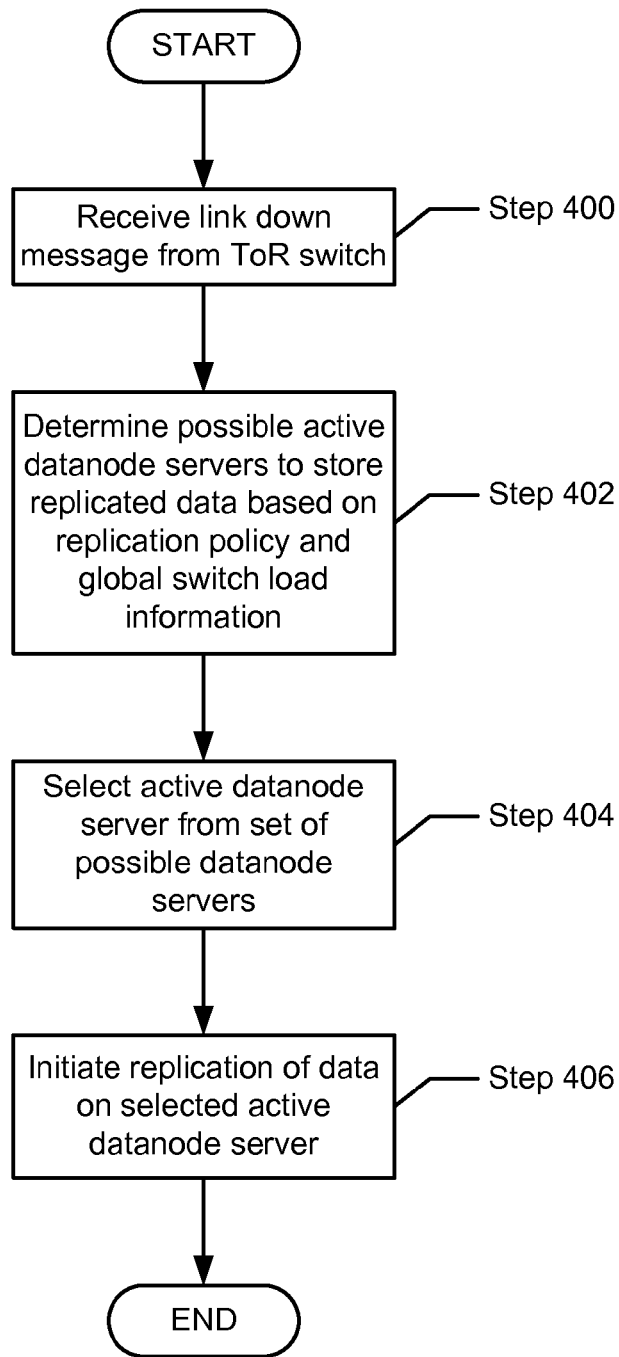 START
Receive link down
message from ToR switch
Step 400
Determine possible active
datanode servers to store
replicated data based on
replication policy and
global switch load
information
Step 402
Select active datanode
server from set of
possible datanode
servers
Step 404
Initiate replication of data
on selected active
datanode server
Step 406
END